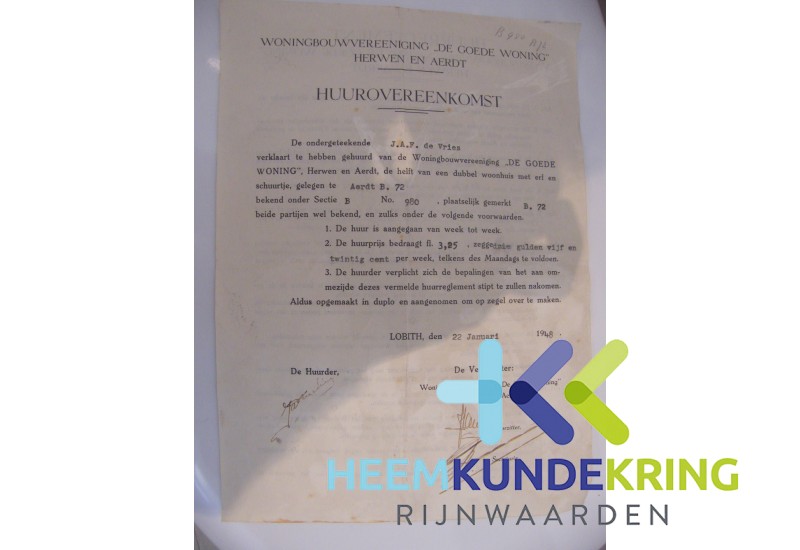 WONINGBOUWVEREENIGING „DE GOEDE WONING"
HERWEN EN AERDT
HUUROVEREENKOMST
De ondergeteekende J.A.F. de Vries
verklaart te hebben gehuurd van de Woningbouwvereeniging „DE GOEDE
WONING", Herwen en Aerdt, de helft van een dubbel woonhuis met erf en
schuurtje, gelegen te Aerdt B. 72
bekend onder Sectie B No. 980 , plaatselijk gemerkt B. 72
beide partijen wel bekend, en zulks onder de volgende voorwaarden.
1. De huur is aangegaan van week tot week.
2. De huurprijs bedraagt fl. 3,25 , zegge gulden vijf en
twintig cent per week, telkens des Maandags te voldoen.
3. De huurder verplicht zich de bepalingen van het aan om-
mezijde dezes vermelde huurreglement stipt te zullen nakomen.
Aldus opgemaakt in duplo en aangenomen om op zegel over te maken.
LOBITH, den 22 Januari 1948.
De Huurder, De Ve ter:
HEEMKUNDEKRING
RIJNWAARDEN